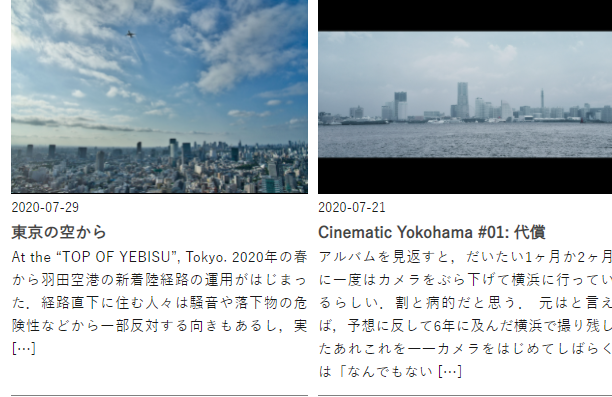 2020-07-29
東京の空から
At the “TOP OF YEBISU”, Tokyo. 2020年の春
から羽田空港の新着陸経路の運用がはじまっ
た．経路直下に住む人々は騒音や落下物の危
険性などから一部反対する向きもあるし，実
[…]
2020-07-21
Cinematic Yokohama #01: 代償
アルバムを見返すと，だいたい1ヶ月か2ヶ月
に一度はカメラをぶら下げて横浜に行ってい
るらしい．割と病的だと思う． 元はと言え
ば，予想に反して6年に及んだ横浜で撮り残し
たあれこれを——カメラをはじめてしばらく
は「なんでもない […]